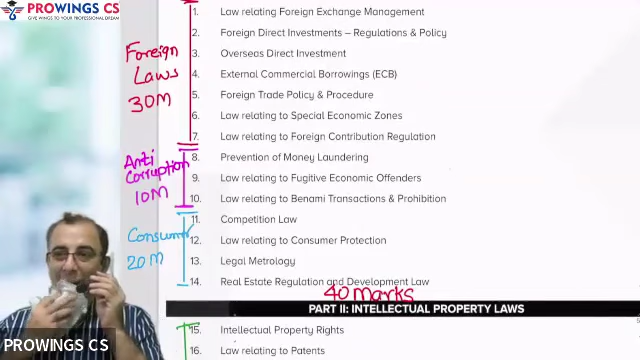 PROWINGS CS
GIVE WINGS TO YOUR PROFESSIONAL DREAM
1. Law relating Foreign Exchange Management
2. Foreign Direct Investments – Regulations & Policy
3. Overseas Direct Investment
4. External Commercial Borrowings (ECB)
5. Foreign Trade Policy & Procedure
6. Law relating to Special Economic Zones
7. Law relating to Foreign Contribution Regulation
Foreign
Laws
30M
8. Prevention of Money Laundering
9. Law relating to Fugitive Economic Offenders
10. Law relating to Benami Transactions & Prohibition
Anti
Corruption
10M
11. Competition Law
12. Law relating to Consumer Protection
13. Legal Metrology
14. Real Estate Regulation and Development Law
Consumer
20M
40 Marks
PART II: INTELLECTUAL PROPERTY LAWS
15. Intellectual Property Rights
16. Law relating to Patents
PROWINGS CS